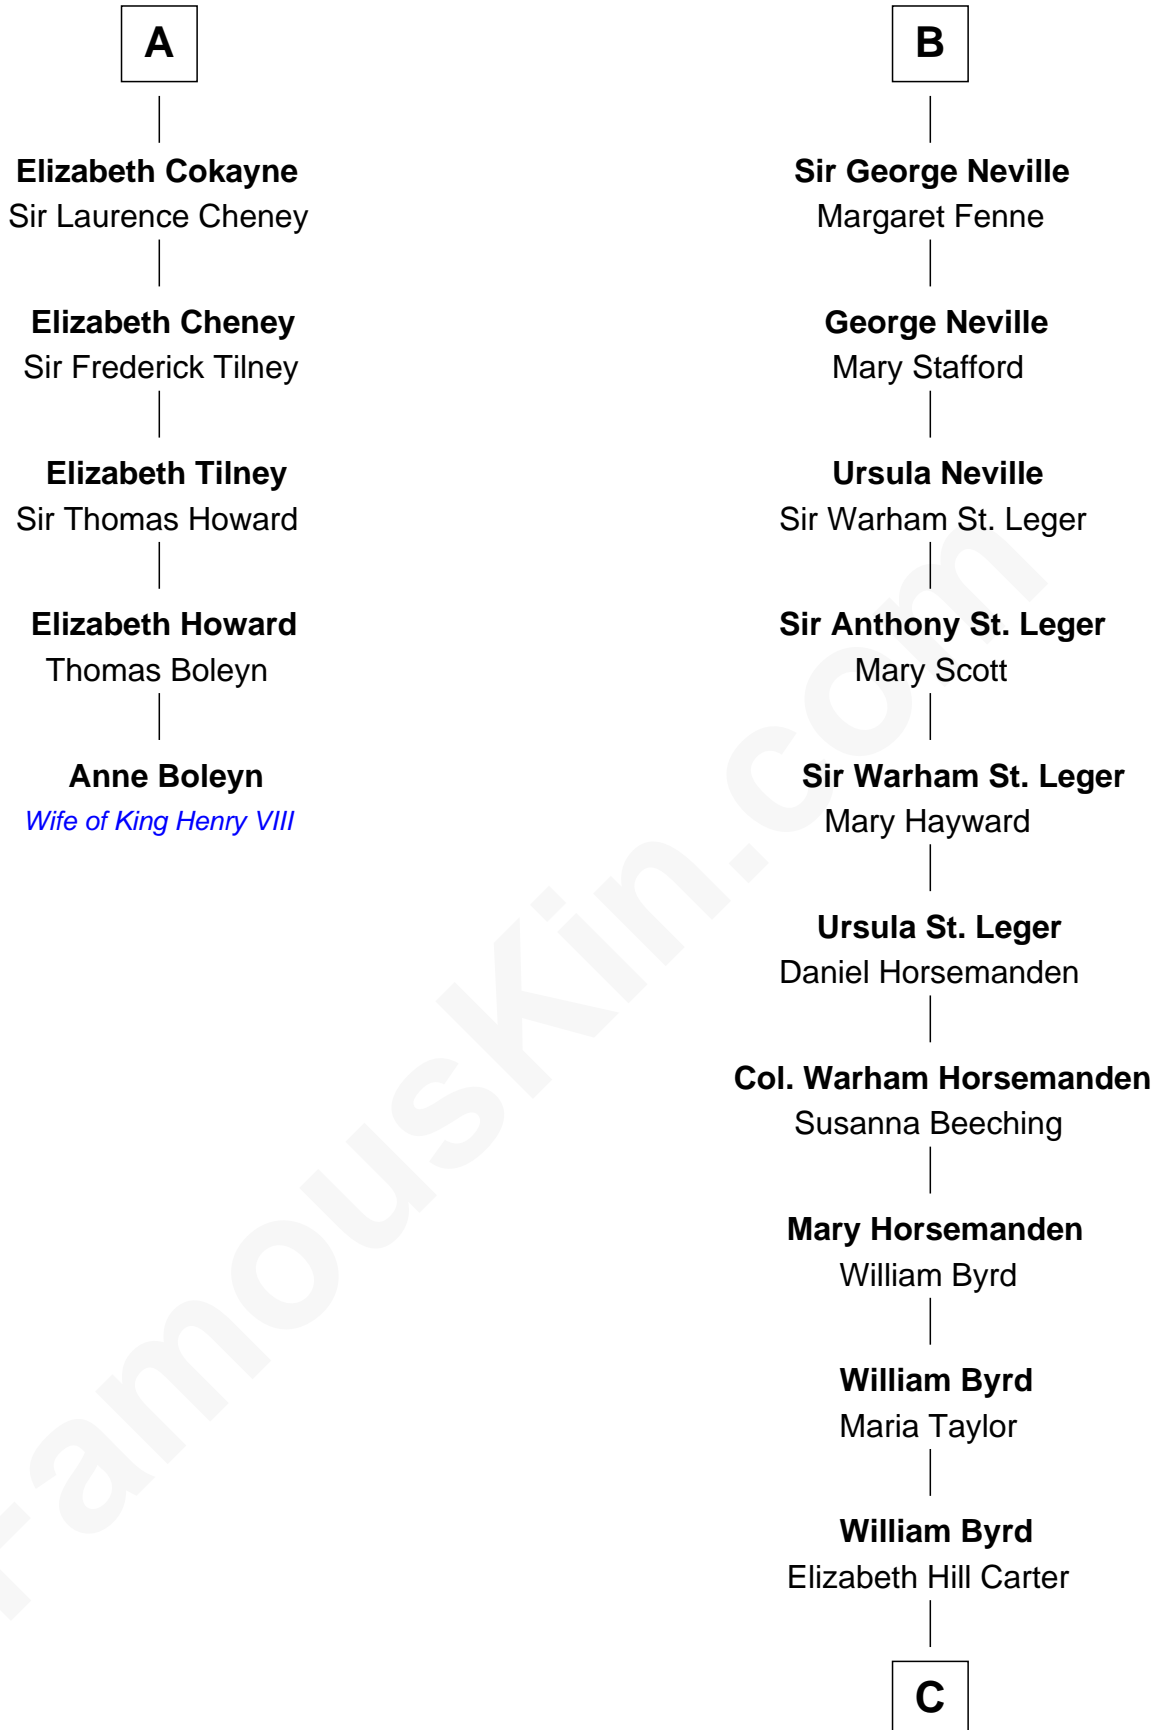 A
Elizabeth Cokayne
Sir Laurence Cheney
Elizabeth Cheney
Sir Frederick Tilney
Elizabeth Tilney
Sir Thomas Howard
Elizabeth Howard
Thomas Boleyn
Anne Boleyn
Wife of King Henry VIII
B
Sir George Neville
Margaret Fenne
George Neville
Mary Stafford
Ursula Neville
Sir Warham St. Leger
Sir Anthony St. Leger
Mary Scott
Sir Warham St. Leger
Mary Hayward
Ursula St. Leger
Daniel Horsemanden
Col. Warham Horsemanden
Susanna Beeching
Mary Horsemanden
William Byrd
William Byrd
Maria Taylor
William Byrd
Elizabeth Hill Carter
C
FamousKin.com